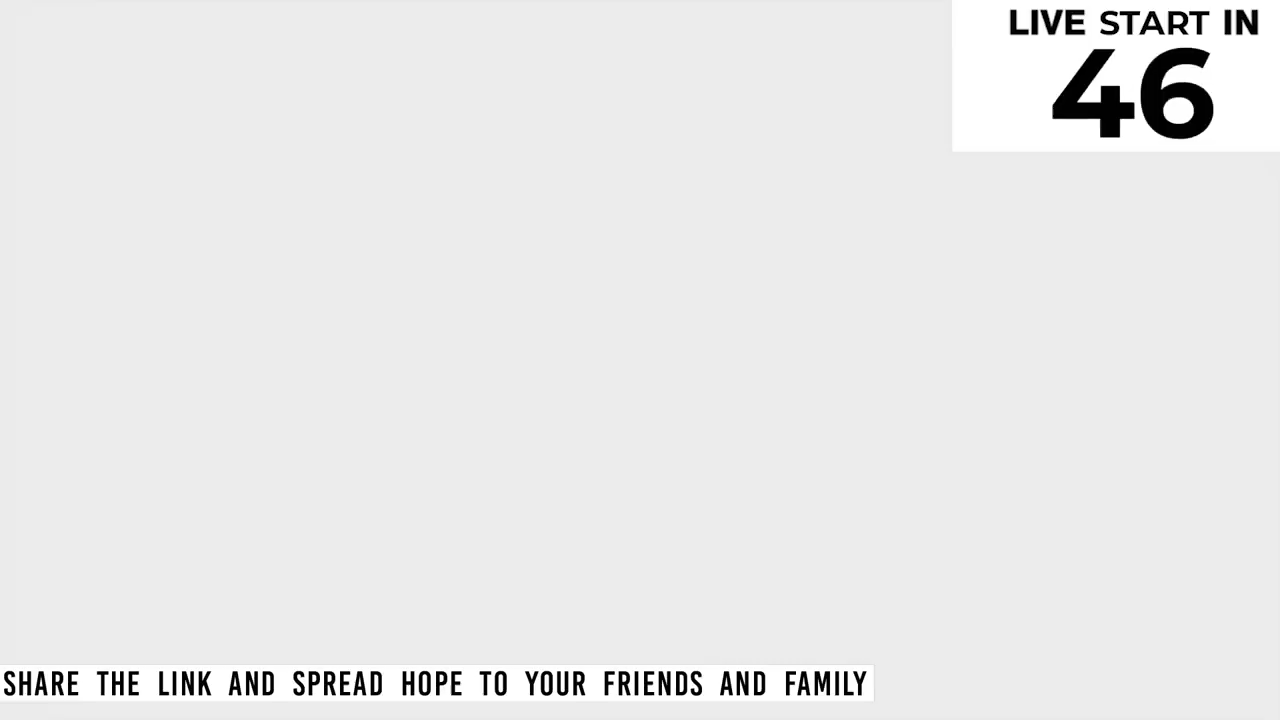 LIVE START IN
46
SHARE THE LINK AND SPREAD HOPE TO YOUR FRIENDS AND FAMILY